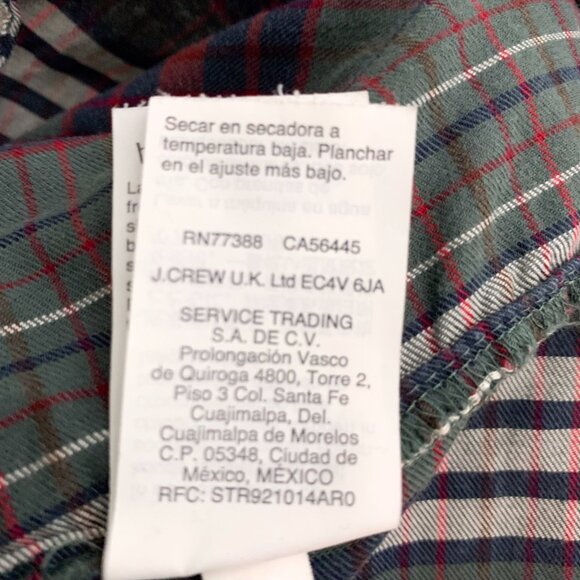 Secar en secadora a
temperatura baja. Planchar
en el ajuste más bajo.
RN77388 CA56445
J.CREW U.K. Ltd EC4V 6JA
SERVICE TRADING
S.A. DE C.V.
Prolongación Vasco
de Quiroga 4800, Torre 2,
Piso 3 Col. Santa Fe
Cuajimalpa, Del.
Cuajimalpa de Morelos
C.P. 05348, Ciudad de
México, MÉXICO
RFC: STR921014AR0